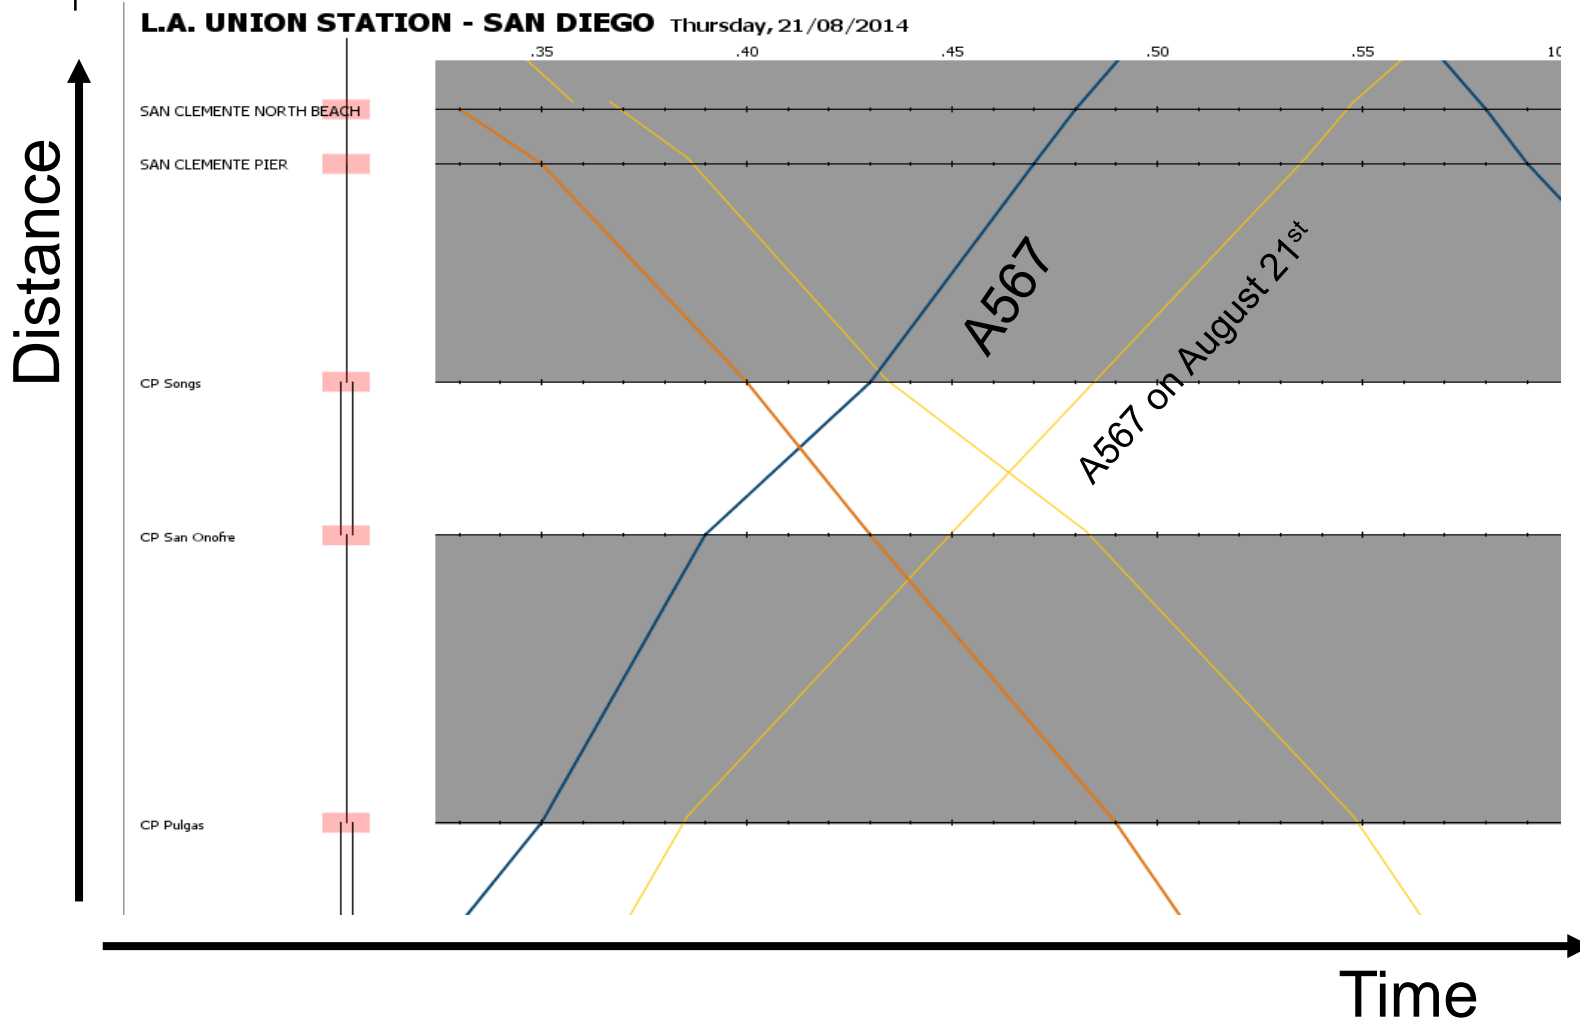 L.A. UNION STATION - SAN DIEGO Thursday, 21/08/2014
.35 .40 .45 .50 .55 10
SAN CLEMENTE NORTH BEACH
SAN CLEMENTE PIER
CP Songs
CP San Onofre
CP Pulgas
Distance
A567
A567 on August 21st
Time